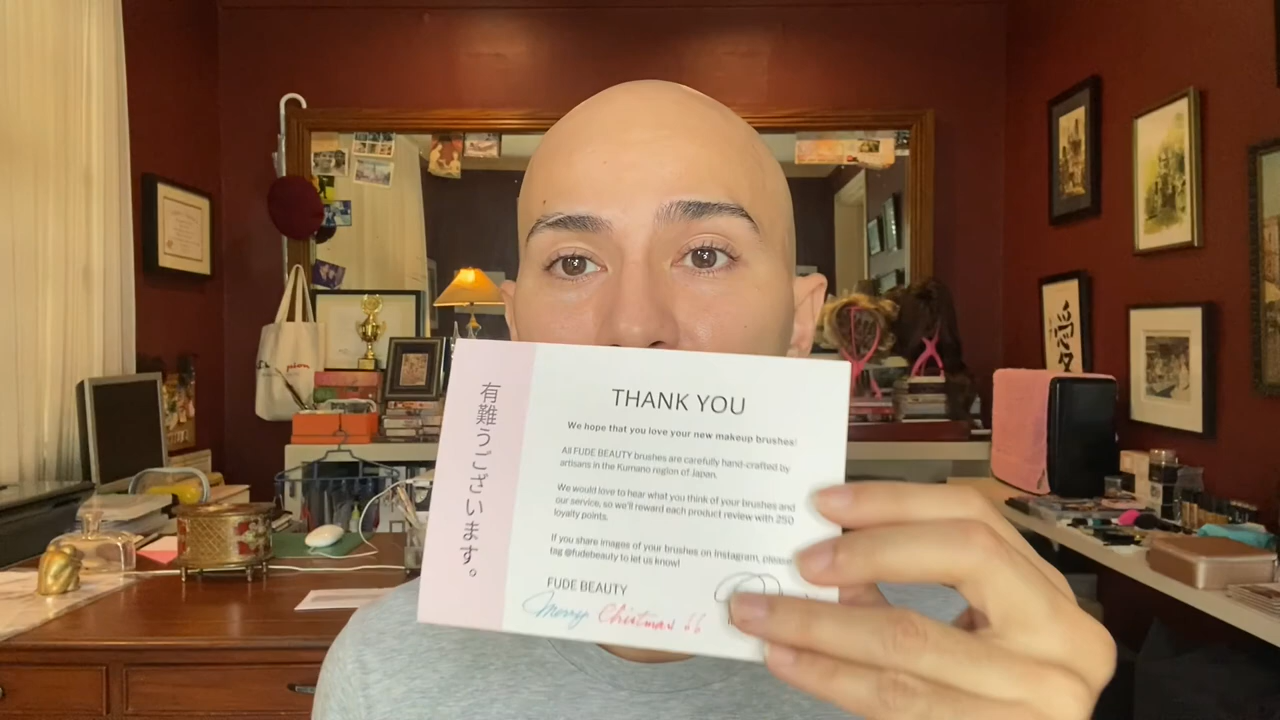 有難うございます。
THANK YOU
We hope that you love your new makeup brushes!
All FUDE BEAUTY brushes are carefully hand-crafted by
artisans in the Kumano region of Japan.
We would love to hear what you think of your brushes and
our service, so we'll reward each product review with 250
loyalty points.
If you share images of your brushes on Instagram, please
tag @fudebeauty to let us know!
FUDE BEAUTY
Merry Christmas
愛